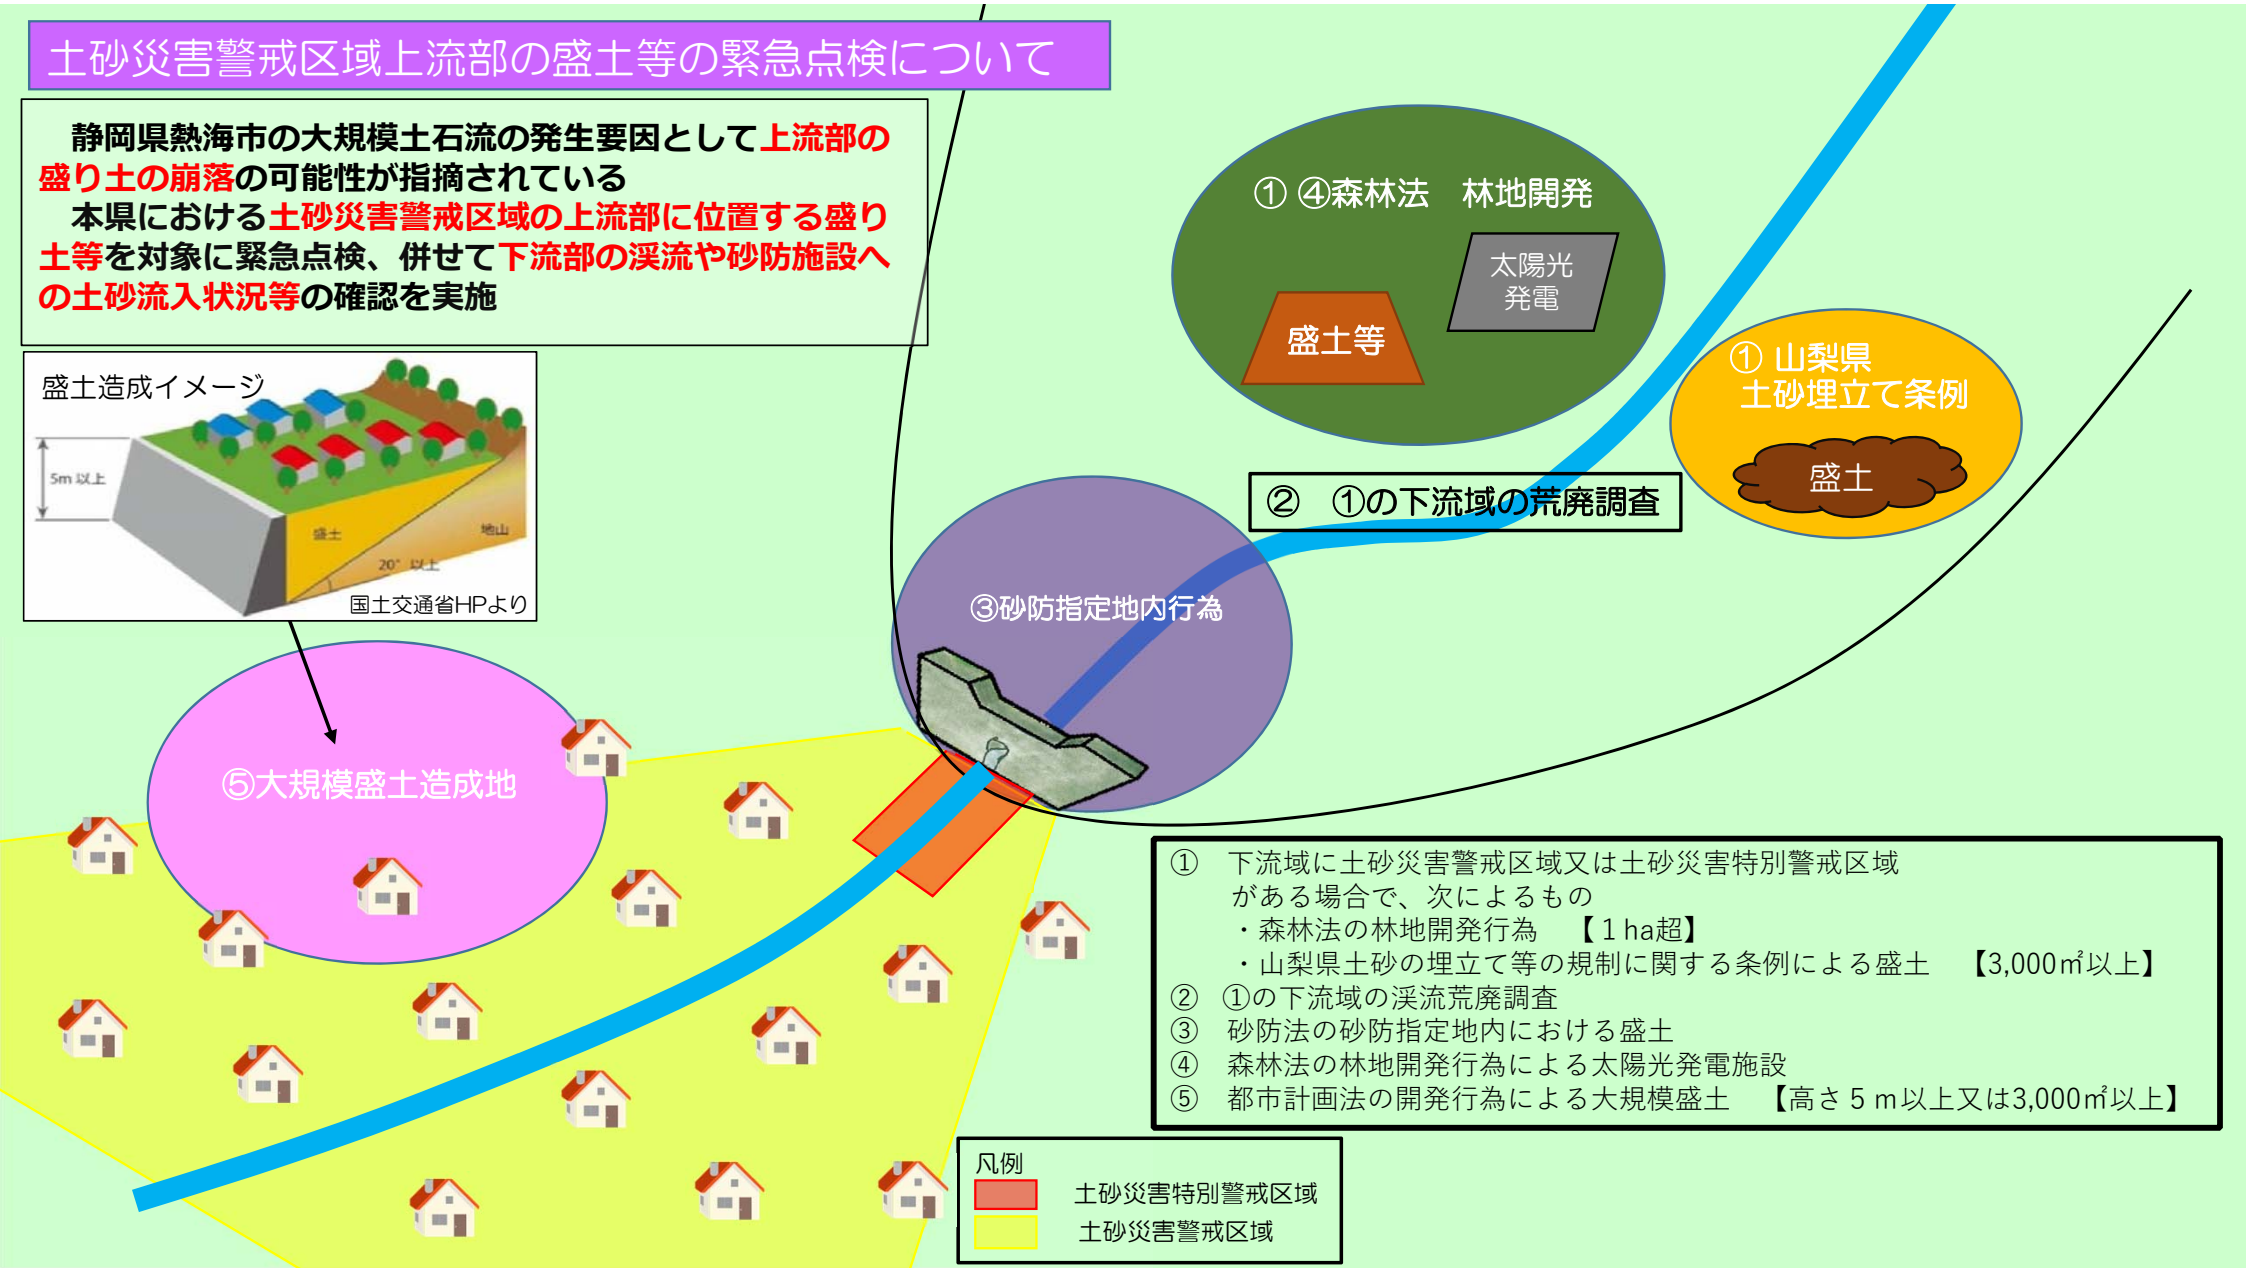 土砂災害警戒区域上流部の盛土等の緊急点検について
静岡県熱海市の大規模土石流の発生要因として上流部の
盛り土の崩落の可能性が指摘されている
本県における土砂災害警戒区域の上流部に位置する盛り
土等を対象に緊急点検、併せて下流部の渓流や砂防施設へ
の土砂流入状況等の確認を実施
盛土造成イメージ
5m 以上
盛土
地山
20° 以上
国土交通省HPより
① ④森林法　林地開発
太陽光
発電
盛土等
① 山梨県
土砂埋立て条例
盛土
②　①の下流域の荒廃調査
③砂防指定地内行為
⑤大規模盛土造成地
①　下流域に土砂災害警戒区域又は土砂災害特別警戒区域
がある場合で、次によるもの
・森林法の林地開発行為　【１ha超】
・山梨県土砂の埋立て等の規制に関する条例による盛土　【3,000㎡以上】
②　①の下流域の渓流荒廃調査
③　砂防法の砂防指定地内における盛土
④　森林法の林地開発行為による太陽光発電施設
⑤　都市計画法の開発行為による大規模盛土　【高さ５ｍ以上又は3,000㎡以上】
凡例
土砂災害特別警戒区域
土砂災害警戒区域